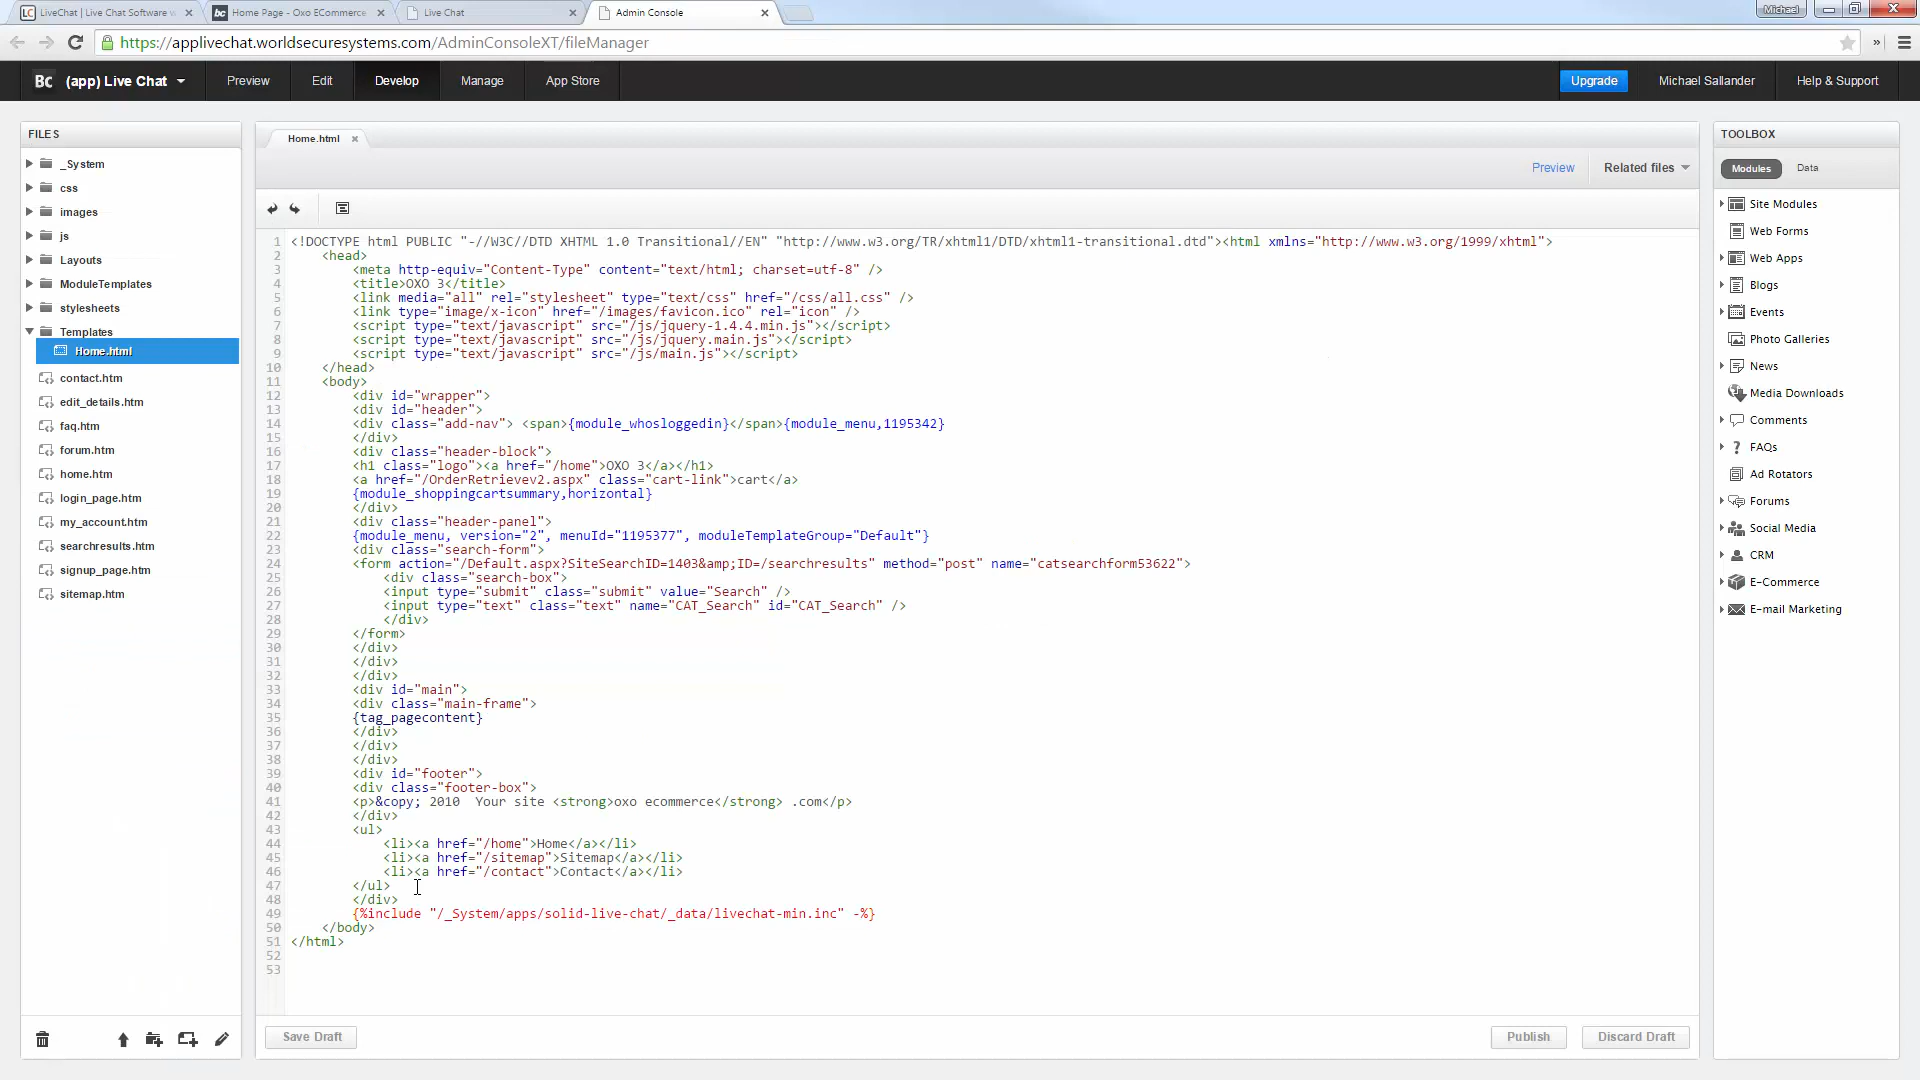 LiveChat | Live Chat Software w
Home Page - Oxo ECommerce
Live Chat
Admin Console
Michael
https://applivechat.worldsecuresystems.com/AdminConsoleXT/fileManager
Bc (app) Live Chat
Preview
Edit
Develop
Manage
App Store
Upgrade
Michael Sallander
Help & Support
FILES
_System
css
images
js
Layouts
ModuleTemplates
stylesheets
Templates
Home.html
contact.htm
edit_details.htm
faq.htm
forum.htm
home.htm
login_page.htm
my_account.htm
searchresults.htm
signup_page.htm
sitemap.htm
Home.html
Preview
Related files
1 <!DOCTYPE html PUBLIC "-//W3C//DTD XHTML 1.0 Transitional//EN" "http://www.w3.org/TR/xhtml1/DTD/xhtml1-transitional.dtd"><html xmlns="http://www.w3.org/1999/xhtml">
2 <head>
3 <meta http-equiv="Content-Type" content="text/html; charset=utf-8" />
4 <title>OXO 3</title>
5 <link media="all" rel="stylesheet" type="text/css" href="/css/all.css" />
6 <link type="image/x-icon" href="/images/favicon.ico" rel="icon" />
7 <script type="text/javascript" src="/js/jquery-1.4.4.min.js"></script>
8 <script type="text/javascript" src="/js/jquery.main.js"></script>
9 <script type="text/javascript" src="/js/main.js"></script>
10 </head>
11 <body>
12 <div id="wrapper">
13 <div id="header">
14 <div class="add-nav"> <span>{module_whosloggedin}</span>{module_menu,1195342}
15 </div>
16 <div class="header-block">
17 <h1 class="logo"><a href="/home">OXO 3</a></h1>
18 <a href="/OrderRetrievev2.aspx" class="cart-link">cart</a>
19 {module_shoppingcartsummary,horizontal}
20 </div>
21 <div class="header-panel">
22 {module_menu, version="2", menuId="1195377", moduleTemplateGroup="Default"}
23 <div class="search-form">
24 <form action="/Default.aspx?SiteSearchID=1403&amp;ID=/searchresults" method="post" name="catsearchform53622">
25 <div class="search-box">
26 <input type="submit" class="submit" value="Search" />
27 <input type="text" class="text" name="CAT_Search" id="CAT_Search" />
28 </div>
29 </form>
30 </div>
31 </div>
32 </div>
33 <div id="main">
34 <div class="main-frame">
35 {tag_pagecontent}
36 </div>
37 </div>
38 </div>
39 <div id="footer">
40 <div class="footer-box">
41 <p>&copy; 2010  Your site <strong>oxo ecommerce</strong> .com</p>
42 </div>
43 <ul>
44 <li><a href="/home">Home</a></li>
45 <li><a href="/sitemap">Sitemap</a></li>
46 <li><a href="/contact">Contact</a></li>
47 </ul>
48 </div>
49 {%include "/_System/apps/solid-live-chat/_data/livechat-min.inc" -%}
50 </body>
51 </html>
52
53
Save Draft
Publish
Discard Draft
TOOLBOX
Modules
Data
Site Modules
Web Forms
Web Apps
Blogs
Events
Photo Galleries
News
Media Downloads
Comments
FAQs
Ad Rotators
Forums
Social Media
CRM
E-Commerce
E-mail Marketing